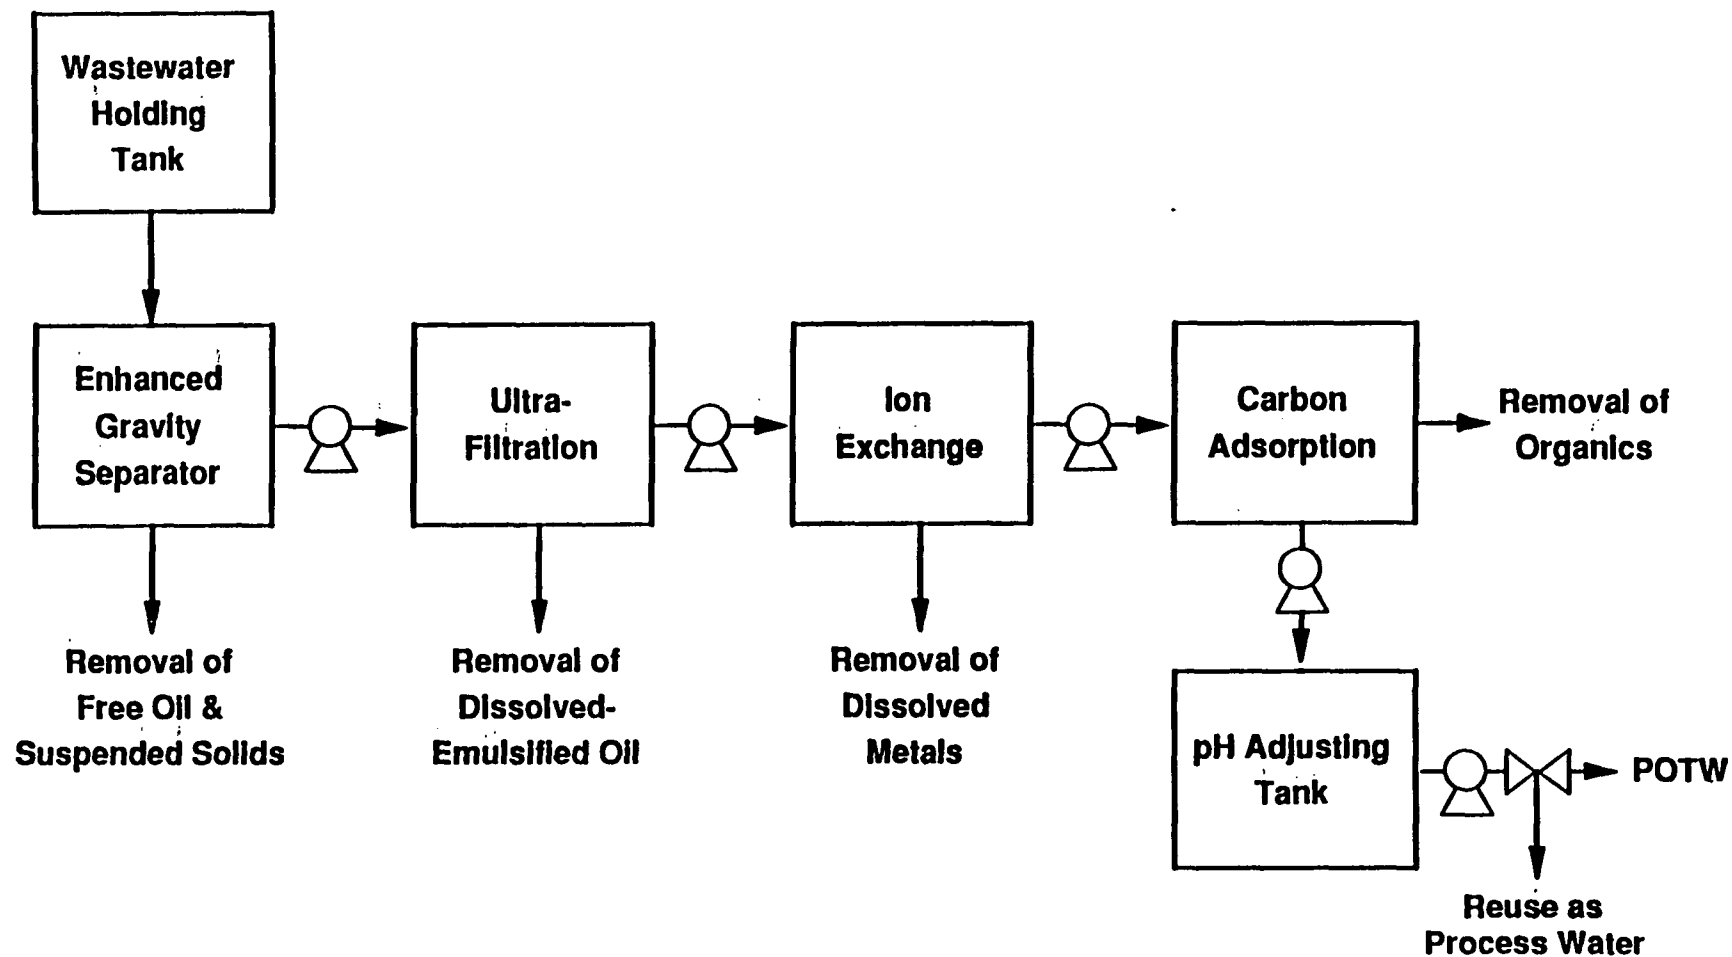 Wastewater
Holding
Tank
Enhanced
Gravity
Separator
Ultra-
Filtration
Ion
Exchange
Carbon
Adsorption
Removal of
Organics
Removal of
Free Oil &
Suspended Solids
Removal of
Dissolved-
Emulsified Oil
Removal of
Dissolved
Metals
pH Adjusting
Tank
POTW
Reuse as
Process Water